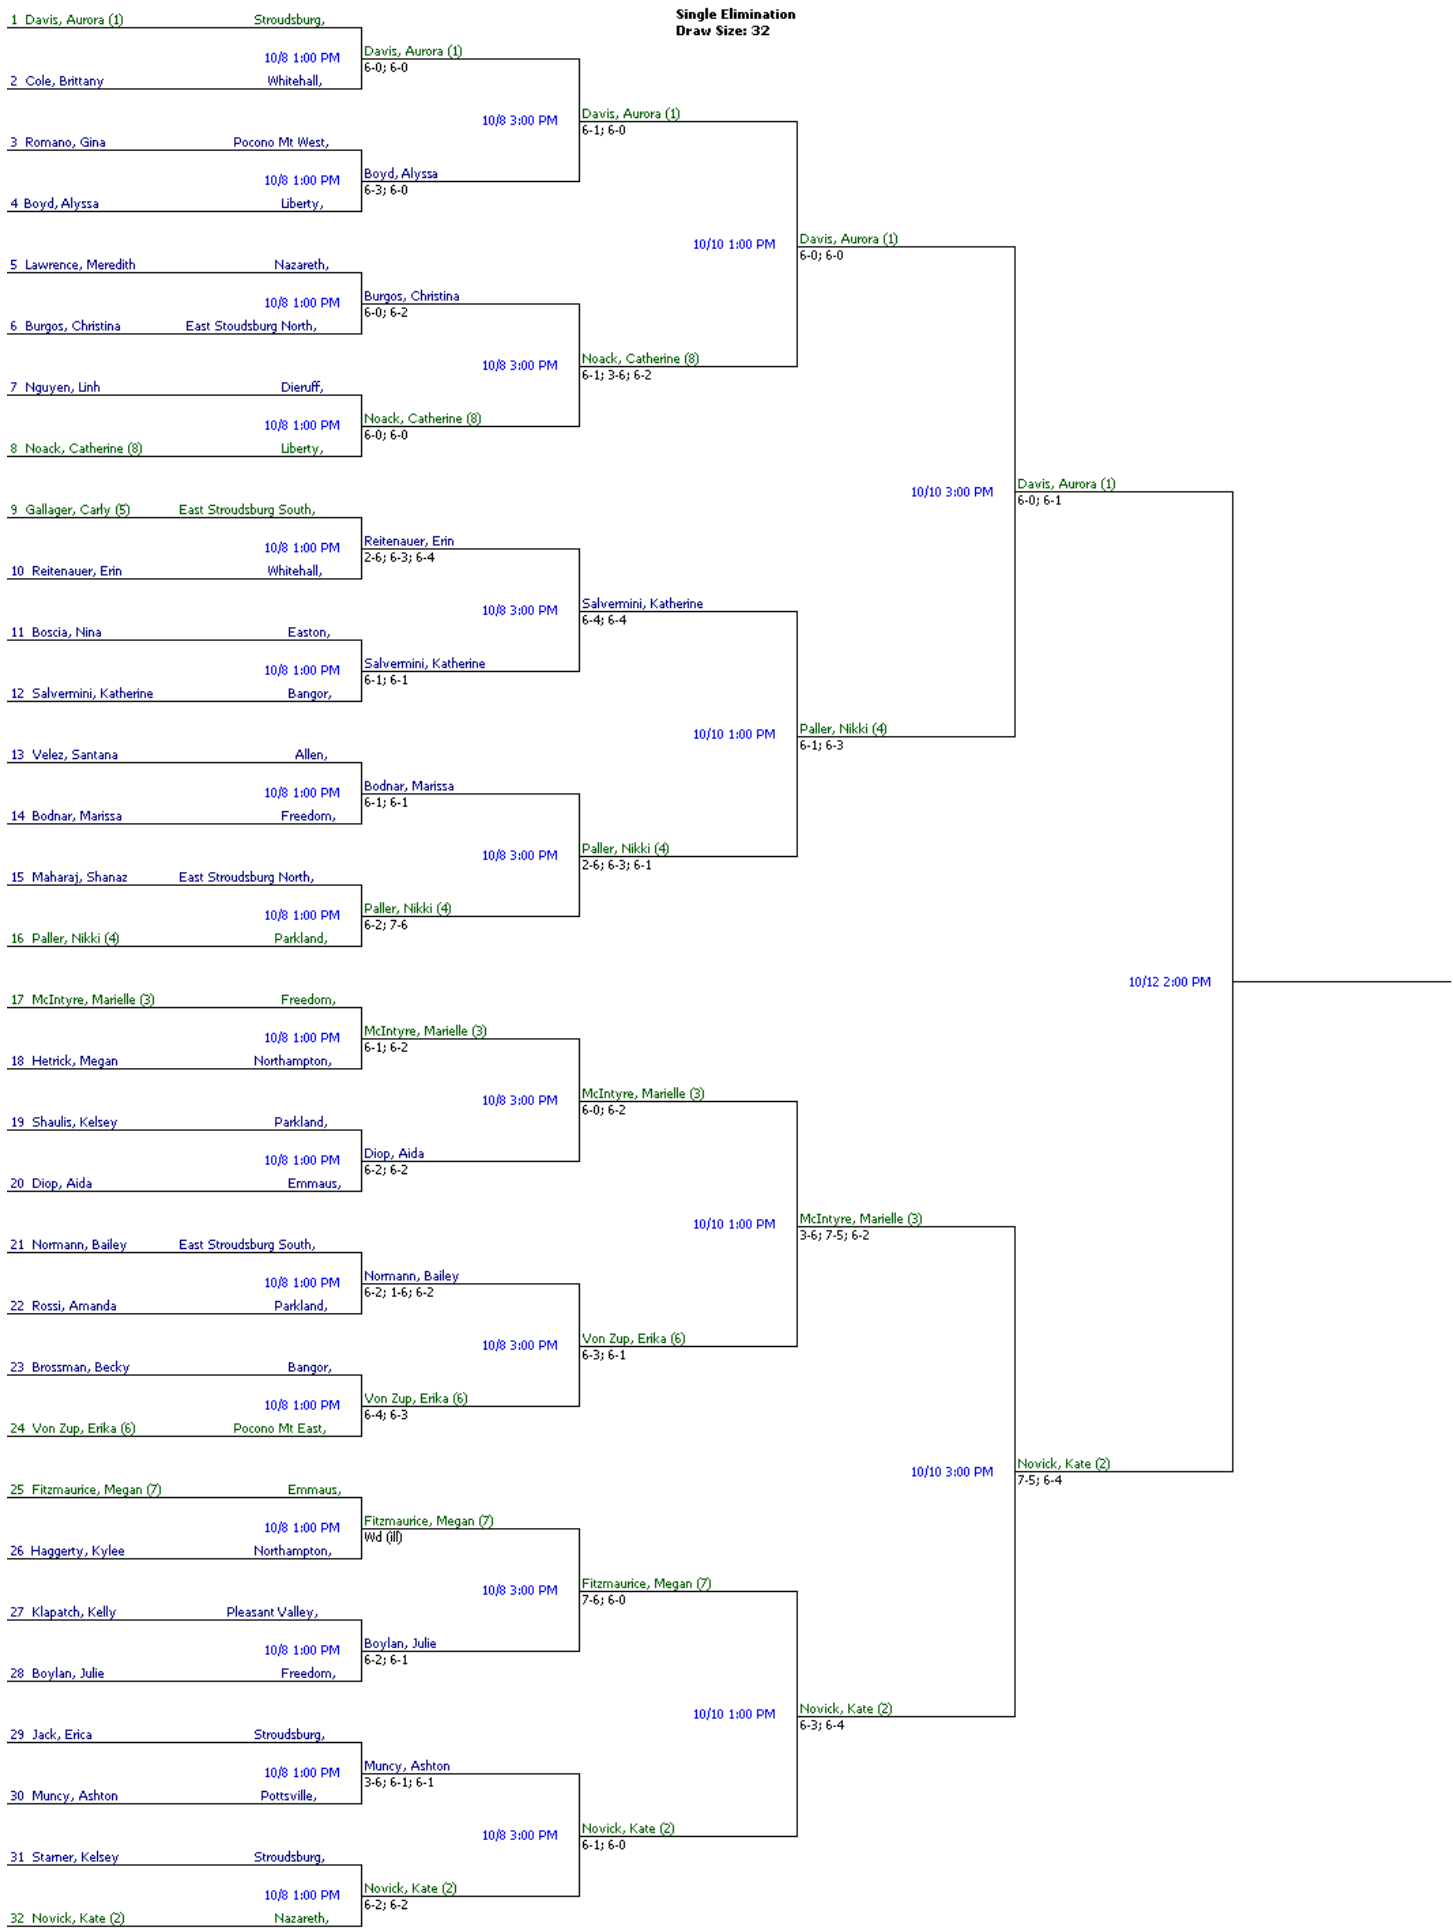 Single Elimination
Draw Size: 32
1 Davis, Aurora (1) Stroudsburg,
10/8 1:00 PM
2 Cole, Brittany Whitehall,
Davis, Aurora (1)
6-0; 6-0
10/8 3:00 PM
3 Romano, Gina Pocono Mt West,
10/8 1:00 PM
4 Boyd, Alyssa Liberty,
Boyd, Alyssa
6-3; 6-0
Davis, Aurora (1)
6-1; 6-0
10/10 1:00 PM
5 Lawrence, Meredith Nazareth,
10/8 1:00 PM
6 Burgos, Christina East Stoudsburg North,
Burgos, Christina
6-0; 6-2
10/8 3:00 PM
7 Nguyen, Linh Dieruff,
10/8 1:00 PM
8 Noack, Catherine (8) Liberty,
Noack, Catherine (8)
6-0; 6-0
Noack, Catherine (8)
6-1; 3-6; 6-2
Davis, Aurora (1)
6-0; 6-0
10/10 3:00 PM
9 Gallager, Carly (5) East Stroudsburg South,
10/8 1:00 PM
10 Reitenauer, Erin Whitehall,
Reitenauer, Erin
2-6; 6-3; 6-4
10/8 3:00 PM
11 Boscia, Nina Easton,
10/8 1:00 PM
12 Salvermini, Katherine Bangor,
Salvermini, Katherine
6-1; 6-1
Salvermini, Katherine
6-4; 6-4
10/10 1:00 PM
13 Velez, Santana Allen,
10/8 1:00 PM
14 Bodnar, Marissa Freedom,
Bodnar, Marissa
6-1; 6-1
10/8 3:00 PM
15 Maharaj, Shanaz East Stroudsburg North,
10/8 1:00 PM
16 Paller, Nikki (4) Parkland,
Paller, Nikki (4)
6-2; 7-6
Paller, Nikki (4)
2-6; 6-3; 6-1
Paller, Nikki (4)
6-1; 6-3
Davis, Aurora (1)
6-0; 6-1
10/12 2:00 PM
17 McIntyre, Marielle (3) Freedom,
10/8 1:00 PM
18 Hetrick, Megan Northampton,
McIntyre, Marielle (3)
6-1; 6-2
10/8 3:00 PM
19 Shaulis, Kelsey Parkland,
10/8 1:00 PM
20 Diop, Aida Emmaus,
Diop, Aida
6-2; 6-2
McIntyre, Marielle (3)
6-0; 6-2
10/10 1:00 PM
21 Normann, Bailey East Stroudsburg South,
10/8 1:00 PM
22 Rossi, Amanda Parkland,
Normann, Bailey
6-2; 1-6; 6-2
10/8 3:00 PM
23 Brossman, Becky Bangor,
10/8 1:00 PM
24 Von Zup, Erika (6) Pocono Mt East,
Von Zup, Erika (6)
6-4; 6-3
Von Zup, Erika (6)
6-3; 6-1
McIntyre, Marielle (3)
3-6; 7-5; 6-2
10/10 3:00 PM
25 Fitzmaurice, Megan (7) Emmaus,
10/8 1:00 PM
26 Haggerty, Kylee Northampton,
Fitzmaurice, Megan (7)
Wd (ill)
10/8 3:00 PM
27 Klapatch, Kelly Pleasant Valley,
10/8 1:00 PM
28 Boylan, Julie Freedom,
Boylan, Julie
6-2; 6-1
Fitzmaurice, Megan (7)
7-6; 6-0
10/10 1:00 PM
29 Jack, Erica Stroudsburg,
10/8 1:00 PM
30 Muncy, Ashton Pottsville,
Muncy, Ashton
3-6; 6-1; 6-1
10/8 3:00 PM
31 Starner, Kelsey Stroudsburg,
10/8 1:00 PM
32 Novick, Kate (2) Nazareth,
Novick, Kate (2)
6-2; 6-2
Novick, Kate (2)
6-1; 6-0
Novick, Kate (2)
6-3; 6-4
Novick, Kate (2)
7-5; 6-4